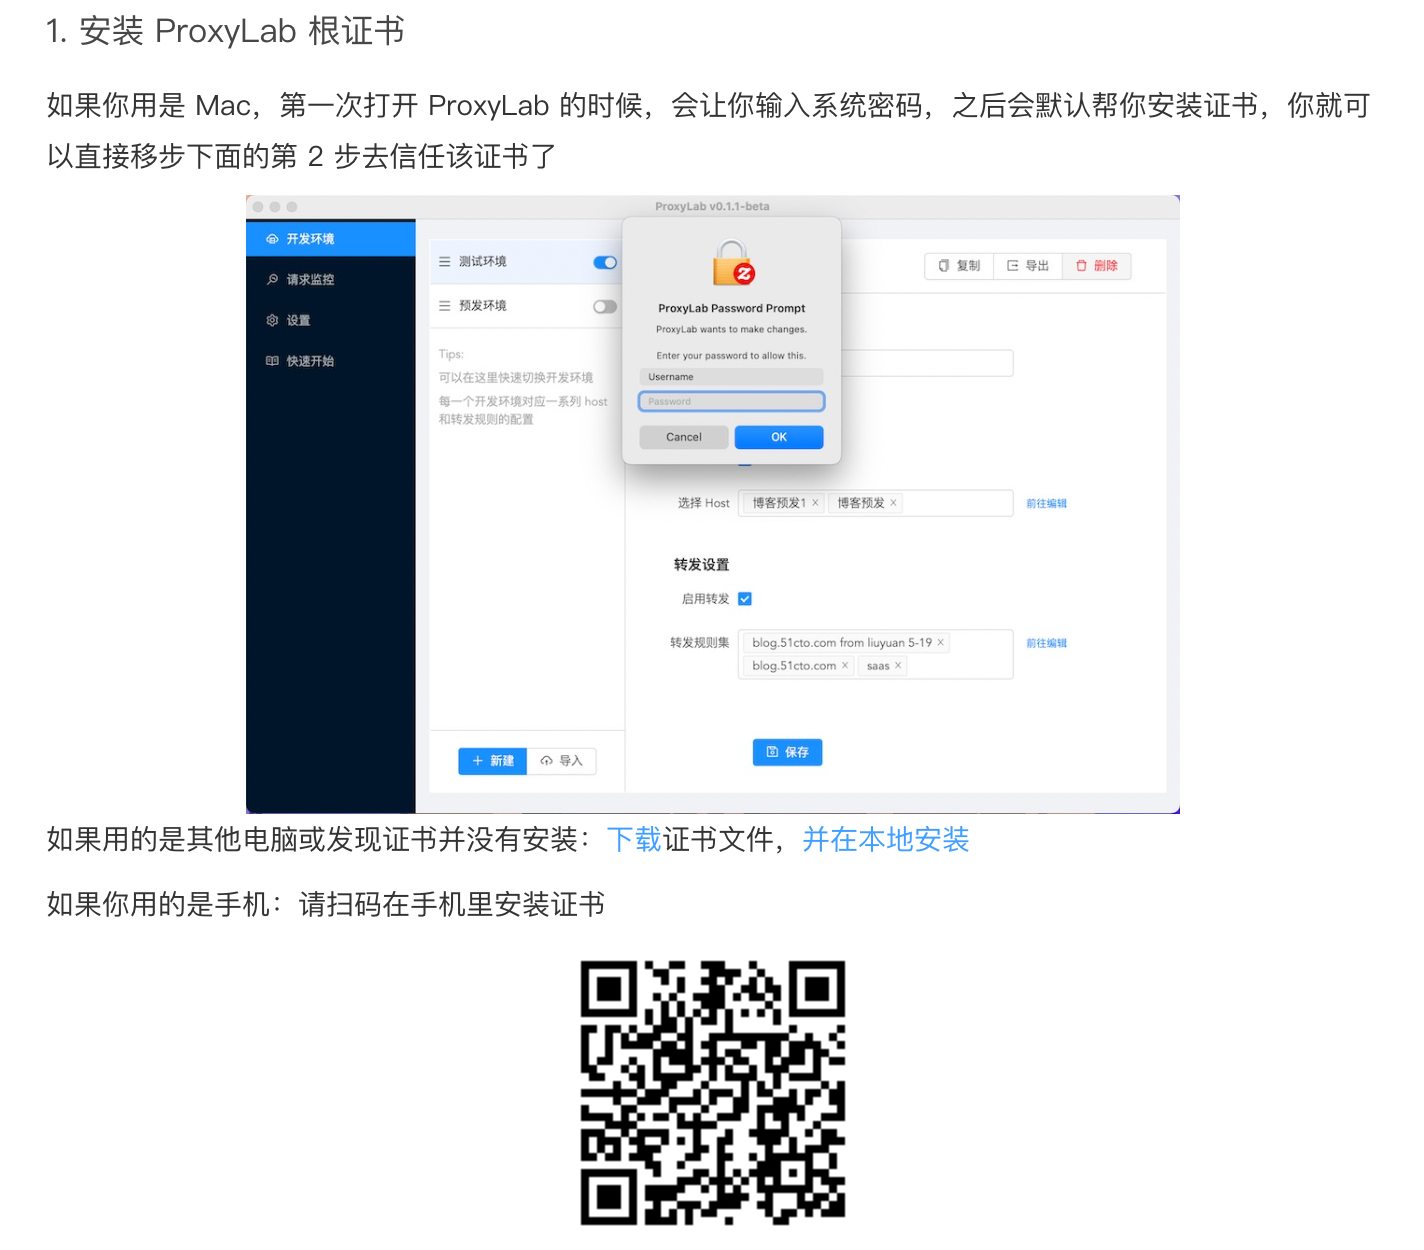 1. 安装 ProxyLab 根证书
如果你用是 Mac，第一次打开 ProxyLab 的时候，会让你输入系统密码，之后会默认帮你安装证书，你就可
以直接移步下面的第 2 步去信任该证书了
ProxyLab v0.1.1-beta
开发环境
请求监控
设置
快速开始
测试环境
预发环境
Tips:
可以在这里快速切换开发环境
每一个开发环境对应一系列 host
和转发规则的配置
新建
导入
ProxyLab Password Prompt
ProxyLab wants to make changes.
Enter your password to allow this.
Username
Password
Cancel
OK
复制
导出
删除
选择 Host
博客预发1 ×
博客预发 ×
前往编辑
转发设置
启用转发
转发规则集
blog.51cto.com from liuyuan 5-19 ×
blog.51cto.com ×
saas ×
前往编辑
保存
如果用的是其他电脑或发现证书并没有安装：下载证书文件，并在本地安装
如果你用的是手机：请扫码在手机里安装证书